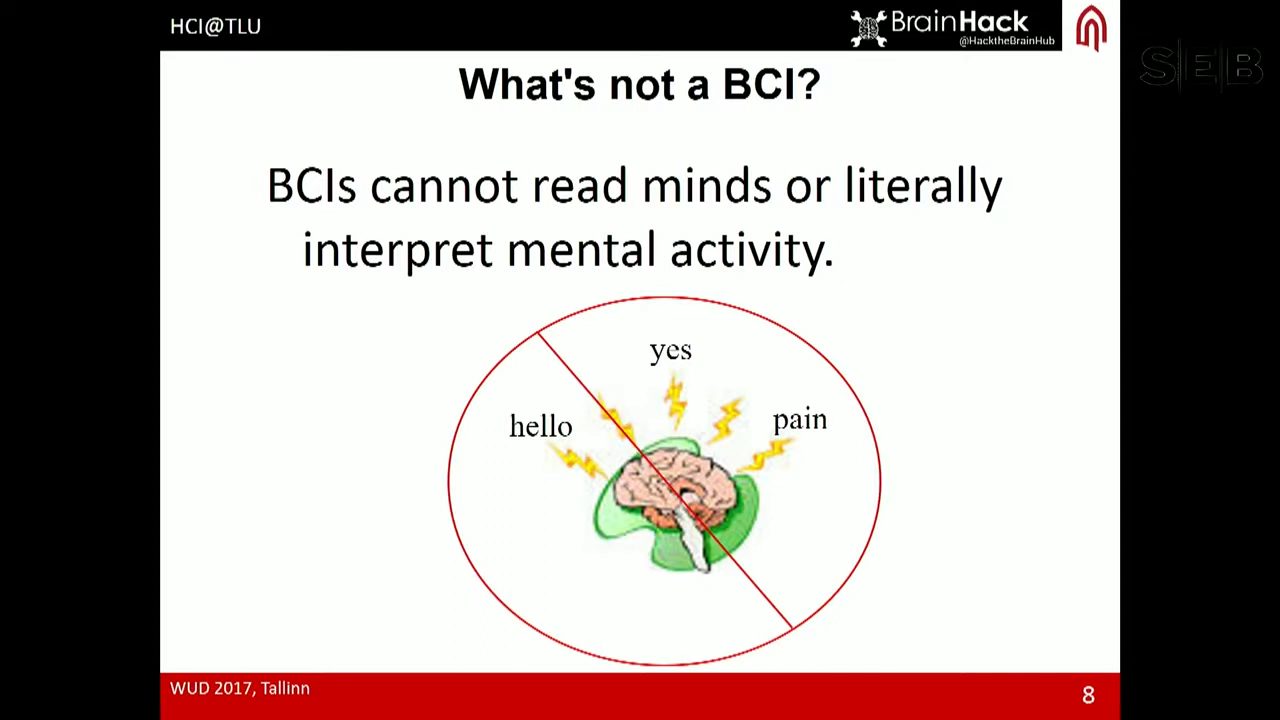 HCI@TLU
BrainHack
@HacktheBrainHub
SEB
What's not a BCI?
BCIs cannot read minds or literally
interpret mental activity.
yes
hello
pain
WUD 2017, Tallinn
8